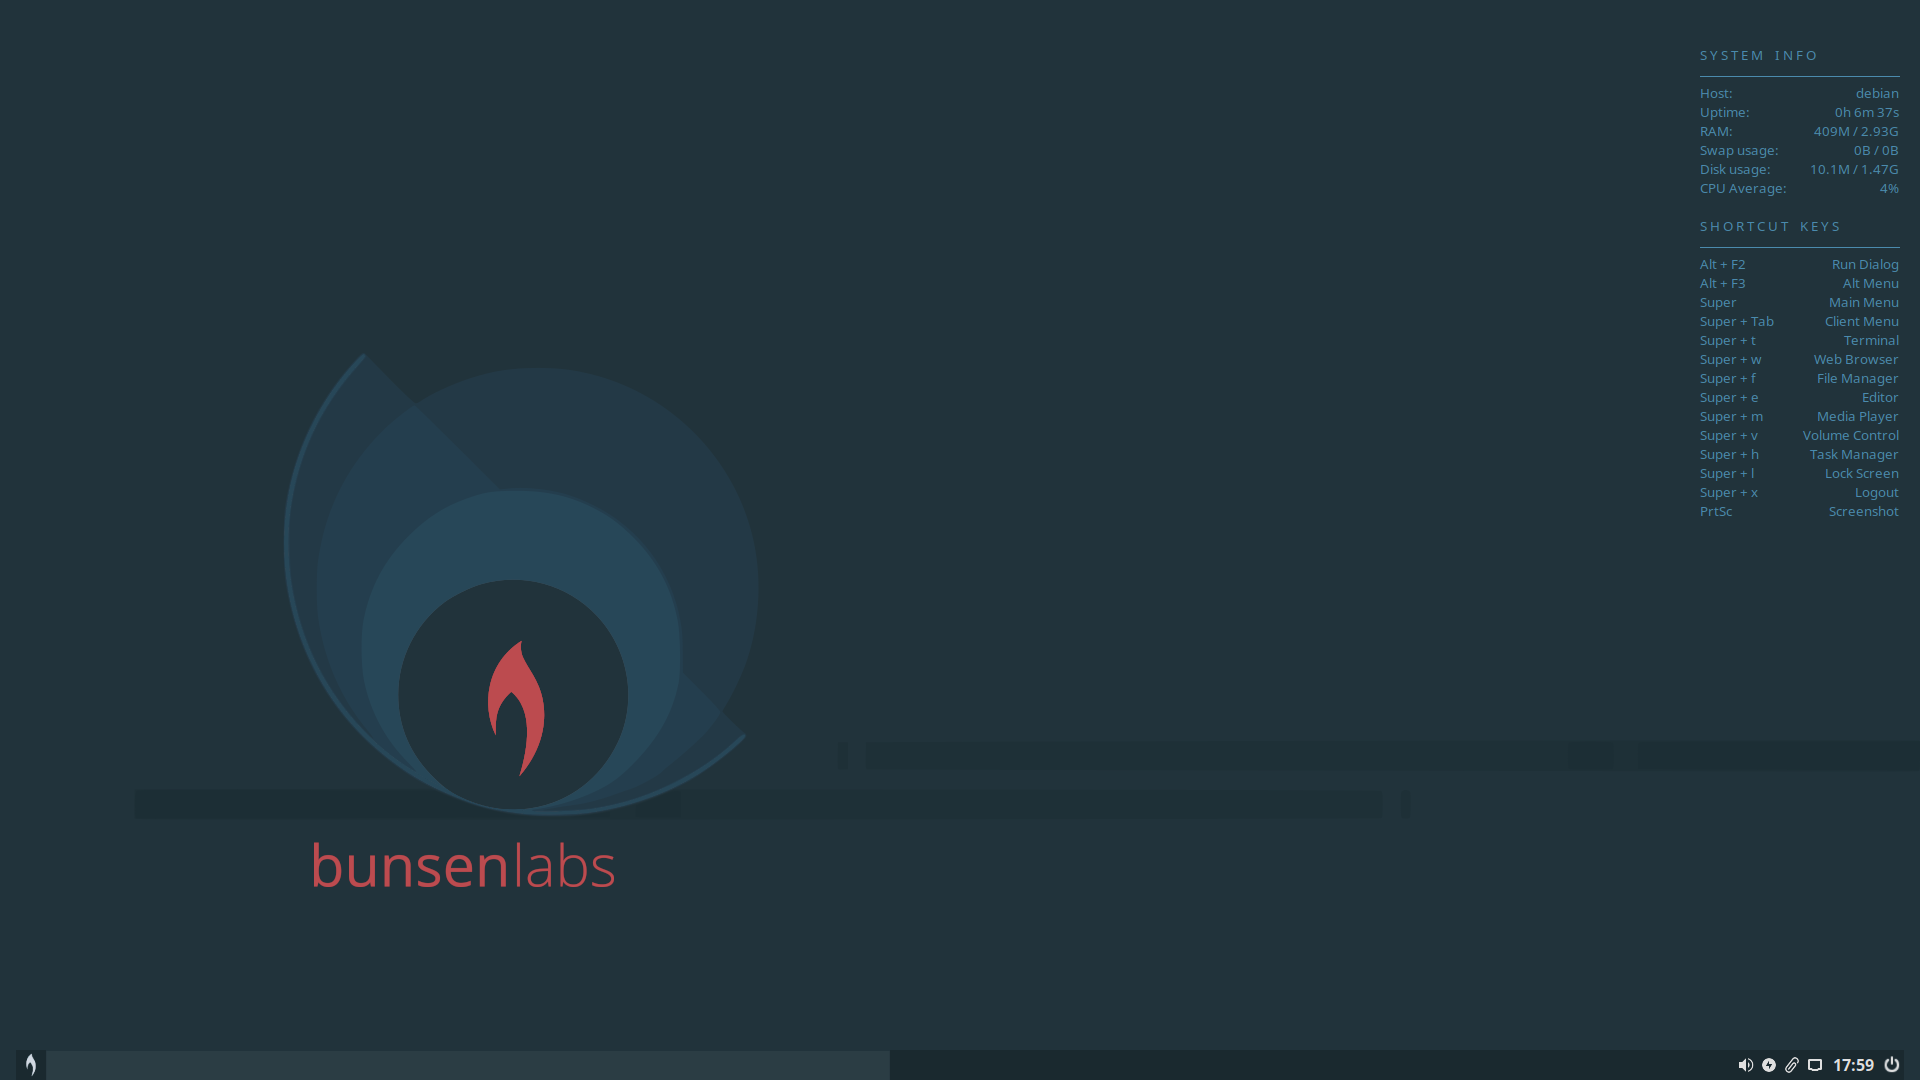 SYSTEM INFO
Host: debian
Uptime: 0h 6m 37s
RAM: 409M / 2.93G
Swap usage: 0B / 0B
Disk usage: 10.1M / 1.47G
CPU Average: 4%
SHORTCUT KEYS
Alt + F2 Run Dialog
Alt + F3 Alt Menu
Super Main Menu
Super + Tab Client Menu
Super + t Terminal
Super + w Web Browser
Super + f File Manager
Super + e Editor
Super + m Media Player
Super + v Volume Control
Super + h Task Manager
Super + l Lock Screen
Super + x Logout
PrtSc Screenshot
bunsenlabs
17:59